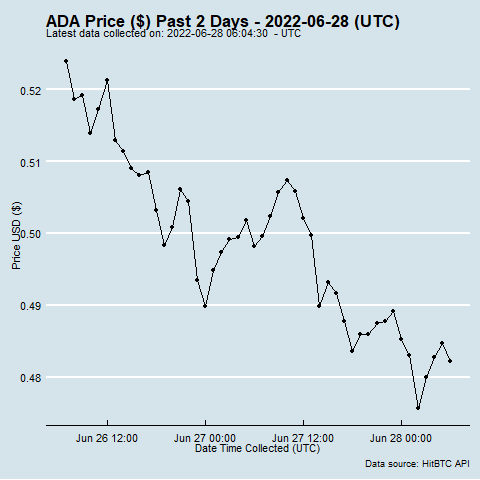 ADA Price ($) Past 2 Days - 2022-06-28 (UTC)
Latest data collected on: 2022-06-28 06:04:30  - UTC
0.52
0.51
0.50
0.49
0.48
Price USD ($)
Jun 26 12:00 Jun 27 00:00 Jun 27 12:00 Jun 28 00:00
Date Time Collected (UTC)
Data source: HitBTC API